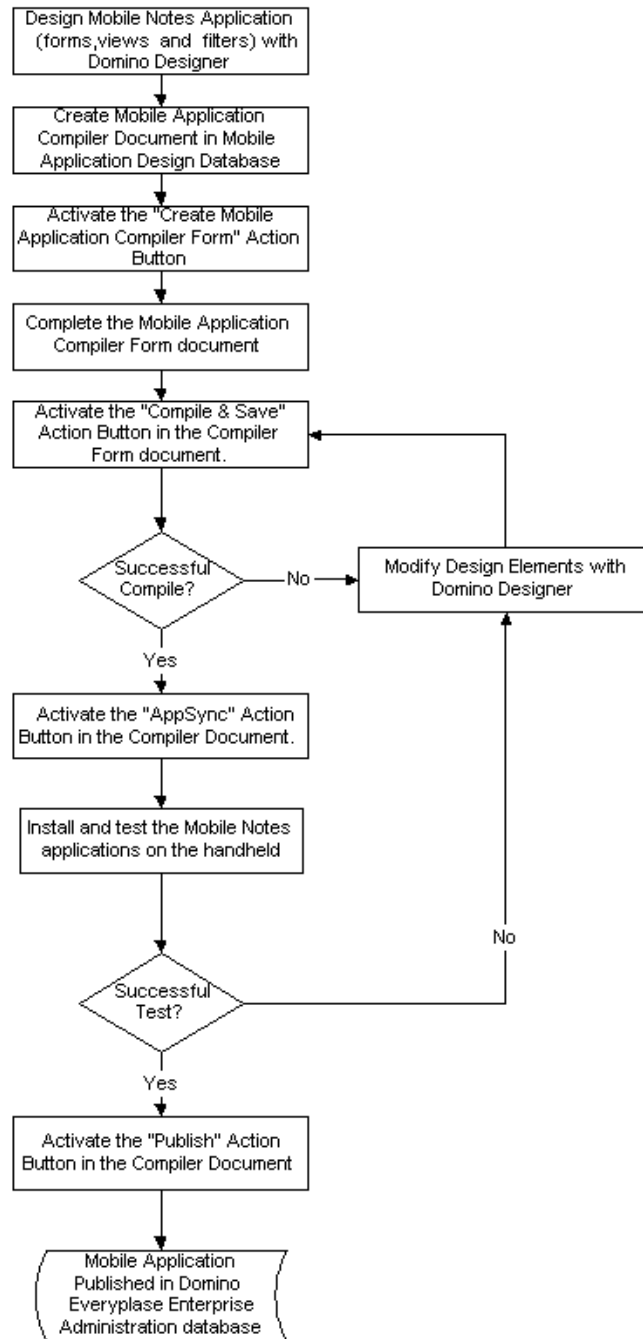 Design Mobile Notes Application
(forms,views and filters) with
Domino Designer
Create Mobile Application
Compiler Document in Mobile
Application Design Database
Activate the "Create Mobile
Application Compiler Form" Action
Button
Complete the Mobile Application
Compiler Form document
Activate the "Compile & Save"
Action Button in the Compiler
Form document.
Successful
Compile?
No
Modify Design Elements with
Domino Designer
Yes
Activate the "AppSync" Action
Button in the Compiler Document.
Install and test the Mobile Notes
applications on the handheld
No
Successful
Test?
Yes
Activate the "Publish" Action
Button in the Compiler Document
Mobile Application
Published in Domino
Everyplase Enterprise
Administration database